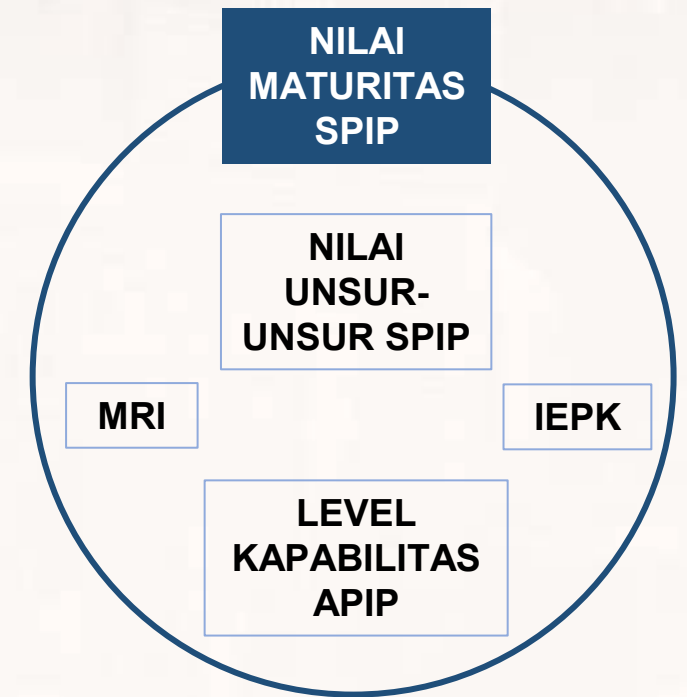 NILAI
MATURITAS
SPIP
NILAI
UNSUR-
UNSUR SPIP
MRI
IEPK
LEVEL
KAPABILITAS
APIP